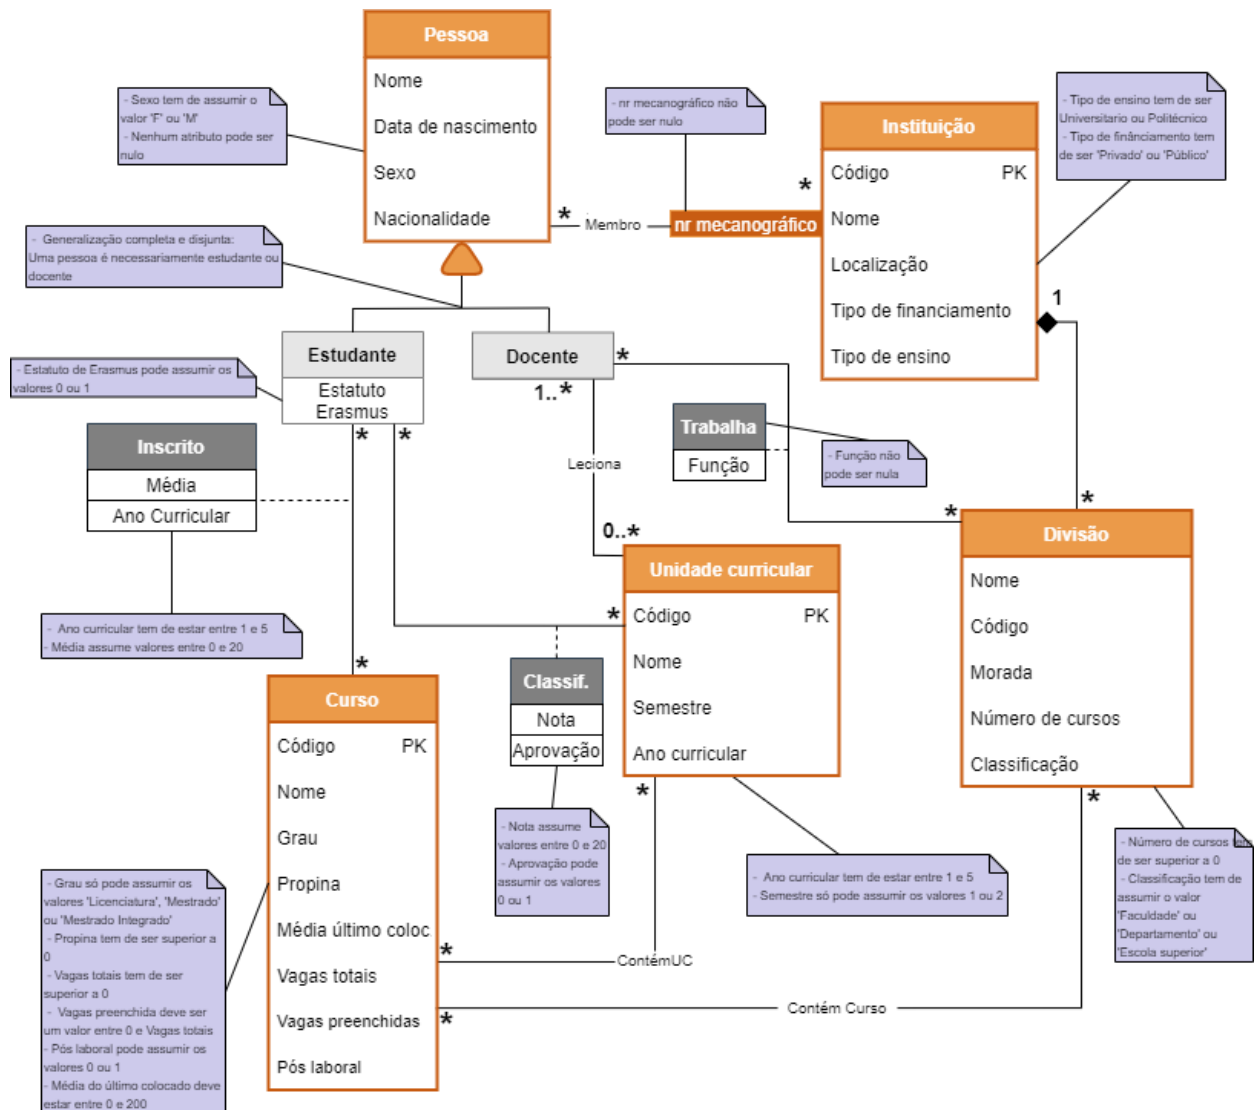 Pessoa
Nome
Data de nascimento
Sexo
Nacionalidade
- Sexo tem de assumir o
valor 'F' ou 'M'
- Nenhum atributo pode ser
nulo
- nr mecanográfico não
pode ser nulo
- Tipo de ensino tem de ser
Universitario ou Politécnico
- Tipo de finânciamento tem
de ser 'Privado' ou 'Público'
Instituição
Código PK
Nome
Localização
Tipo de financiamento
Tipo de ensino
*
Membro
nr mecanográfico
*
- Generalização completa e disjunta:
Uma pessoa é necessariamente estudante ou
docente
1
Estudante
Estatuto
Erasmus
Docente
*
1..*
- Estatuto de Erasmus pode assumir os
valores 0 ou 1
*
*
Inscrito
Média
Ano Curricular
Leciona
Trabalha
Função
- Função não
pode ser nula
0..*
*
*
- Ano curricular tem de estar entre 1 e 5
- Média assume valores entre 0 e 20
Unidade curricular
Código PK
Nome
Semestre
Ano curricular
*
Divisão
Nome
Código
Morada
Número de cursos
Classificação
*
Classif.
Nota
Aprovação
Curso
Código PK
Nome
Grau
Propina
Média último coloc.
Vagas totais
Vagas preenchidas
Pós laboral
*
*
- Nota assume
valores entre 0 e 20
- Aprovação pode
assumir os valores
0 ou 1
- Ano curricular tem de estar entre 1 e 5
- Semestre só pode assumir os valores 1 ou 2
- Número de cursos tem
de ser superior a 0
- Classificação tem de
assumir o valor
'Faculdade' ou
'Departamento' ou
'Escola superior'
- Grau só pode assumir os
valores 'Licenciatura', 'Mestrado'
ou 'Mestrado Integrado'
- Propina tem de ser superior a
0
- Vagas totais tem de ser
superior a 0
- Vagas preenchida deve ser
um valor entre 0 e Vagas totais
- Pós laboral pode assumir os
valores 0 ou 1
- Média do último colocado deve
estar entre 0 e 200
*
ContémUC
*
Contém Curso